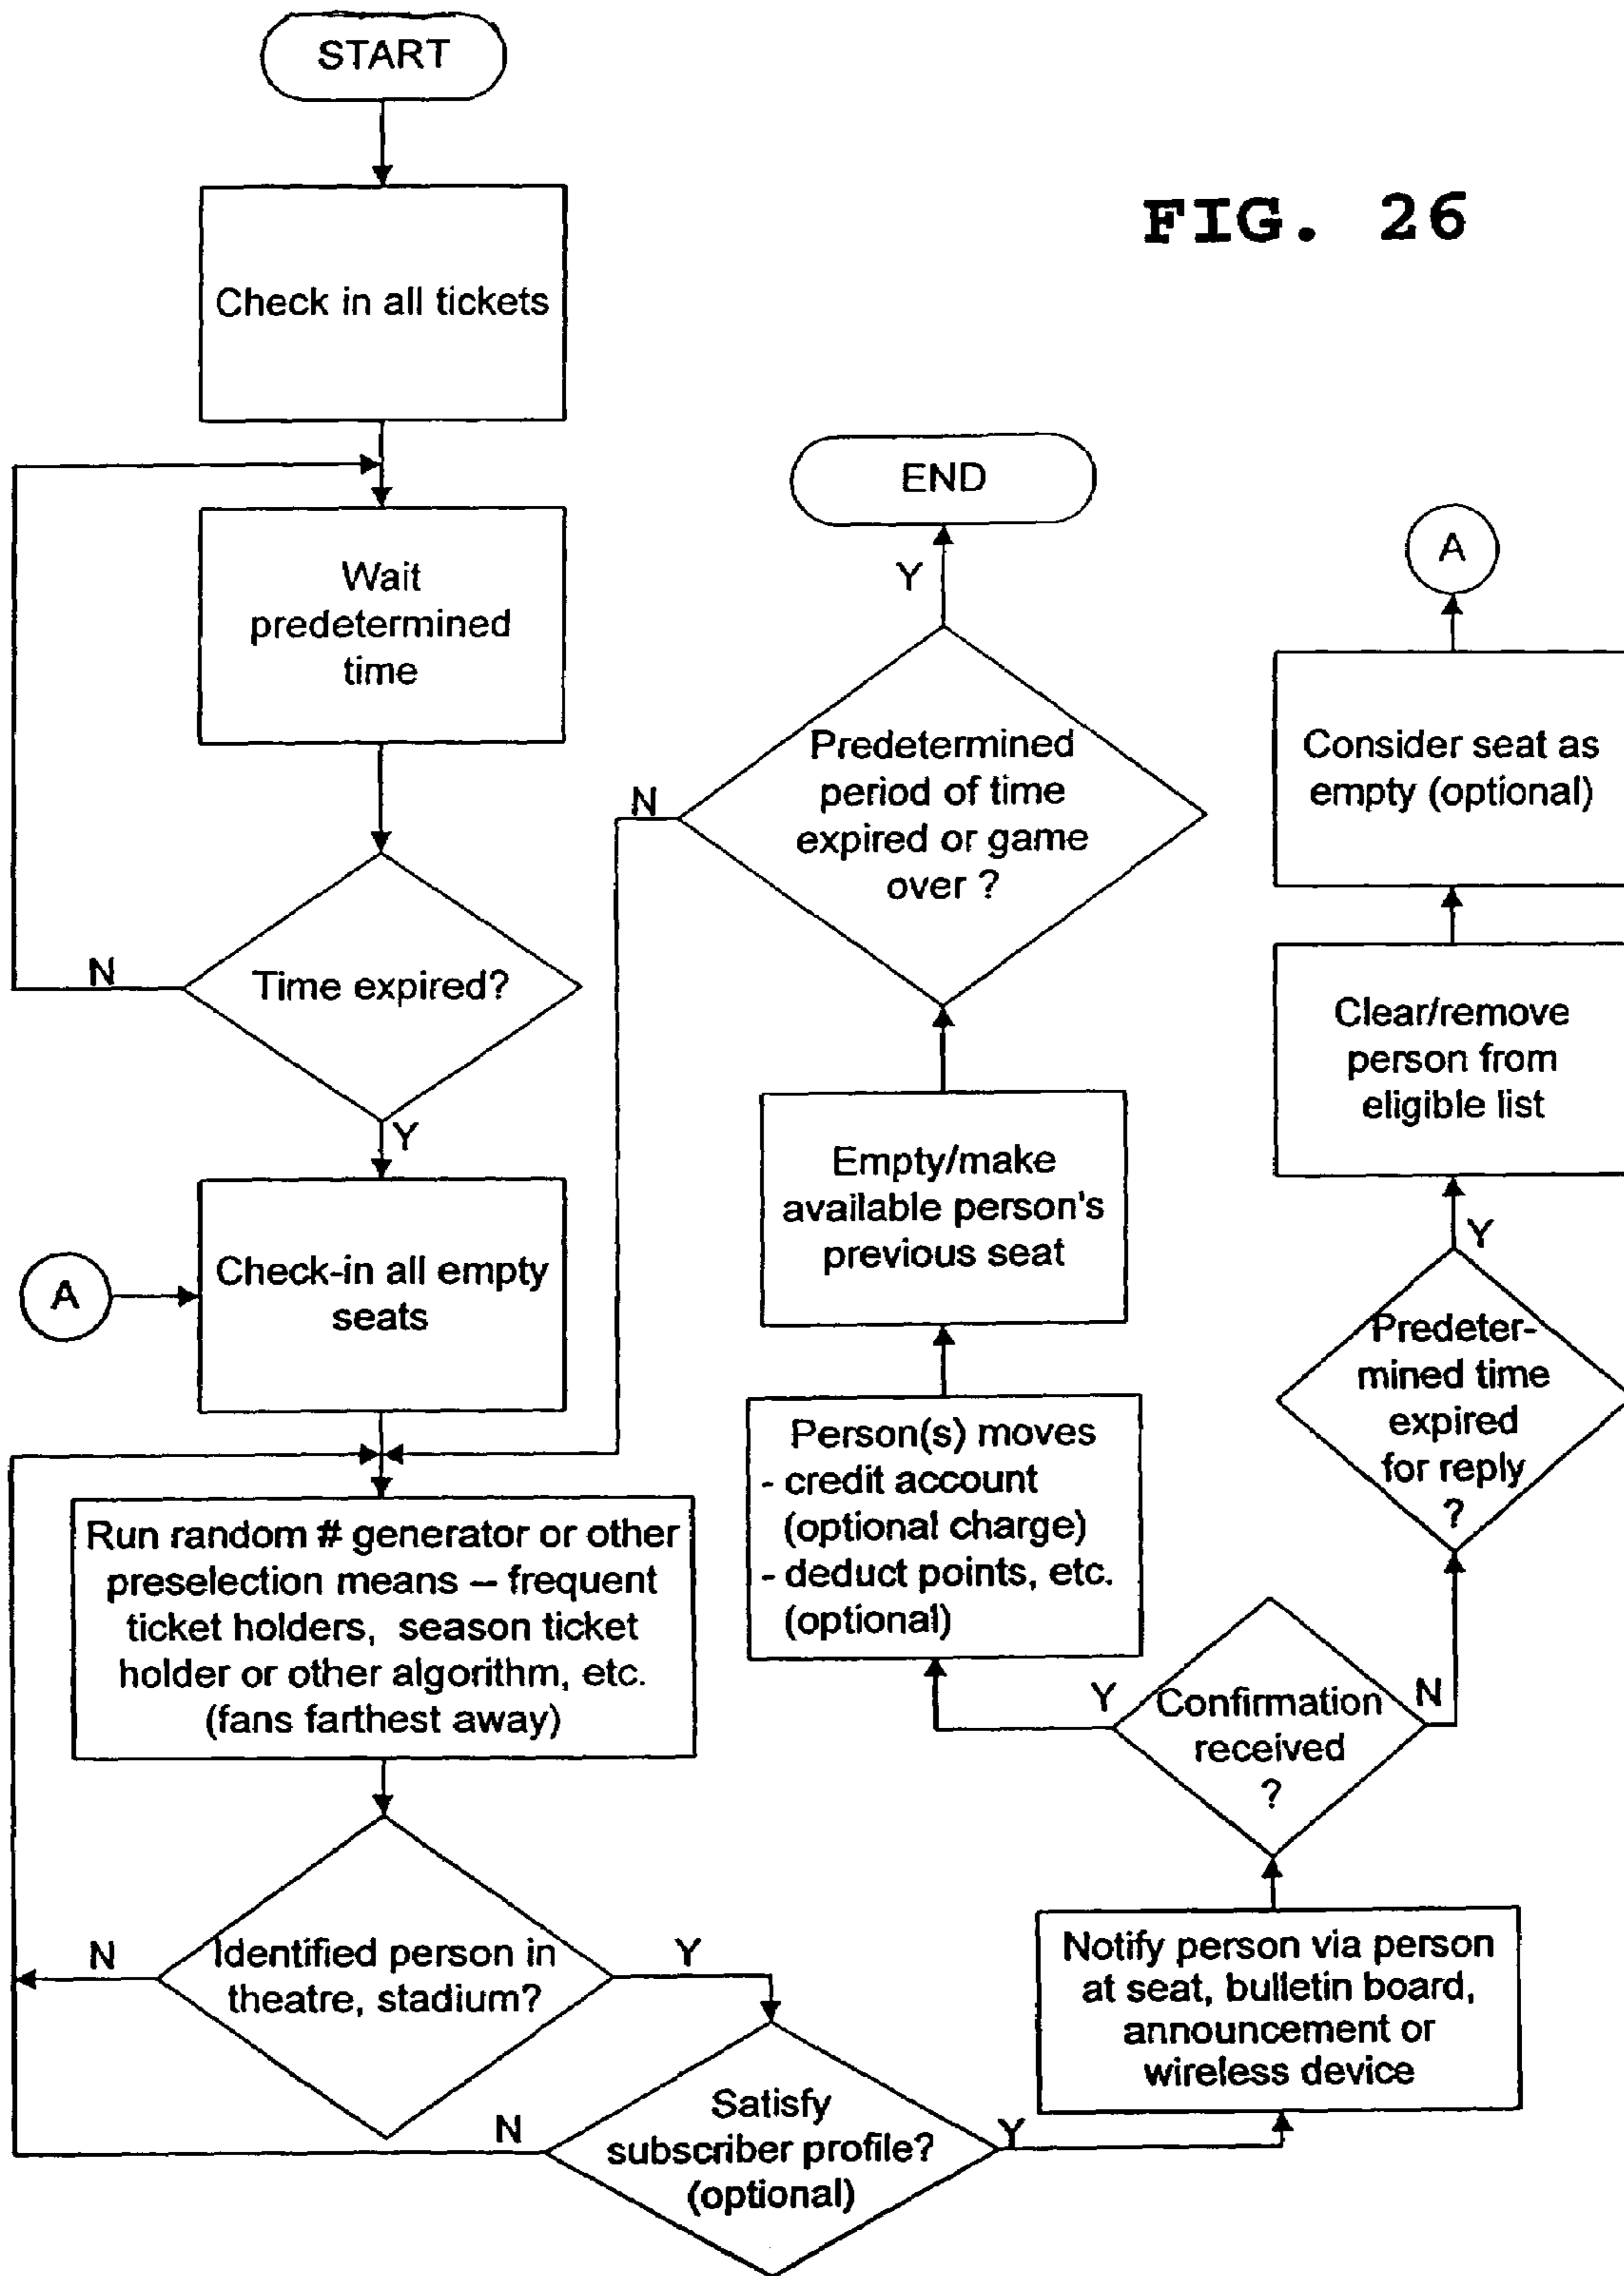 START
FIG. 26
Check in all tickets
Wait
predetermined
time
Time expired?
N
Y
A
Check-in all empty
seats
Run random # generator or other
preselection means – frequent
ticket holders, season ticket
holder or other algorithm, etc.
(fans farthest away)
Identified person in
theatre, stadium?
N
Y
Satisfy
subscriber profile?
(optional)
N
Y
Notify person via person
at seat, bulletin board,
announcement or
wireless device
Confirmation
received
?
Y
N
Person(s) moves
- credit account
(optional charge)
- deduct points, etc.
(optional)
Empty/make
available person's
previous seat
Predetermined
period of time
expired or game
over ?
N
Y
END
Predeter-
mined time
expired
for reply
?
Y
Clear/remove
person from
eligible list
Consider seat as
empty (optional)
A